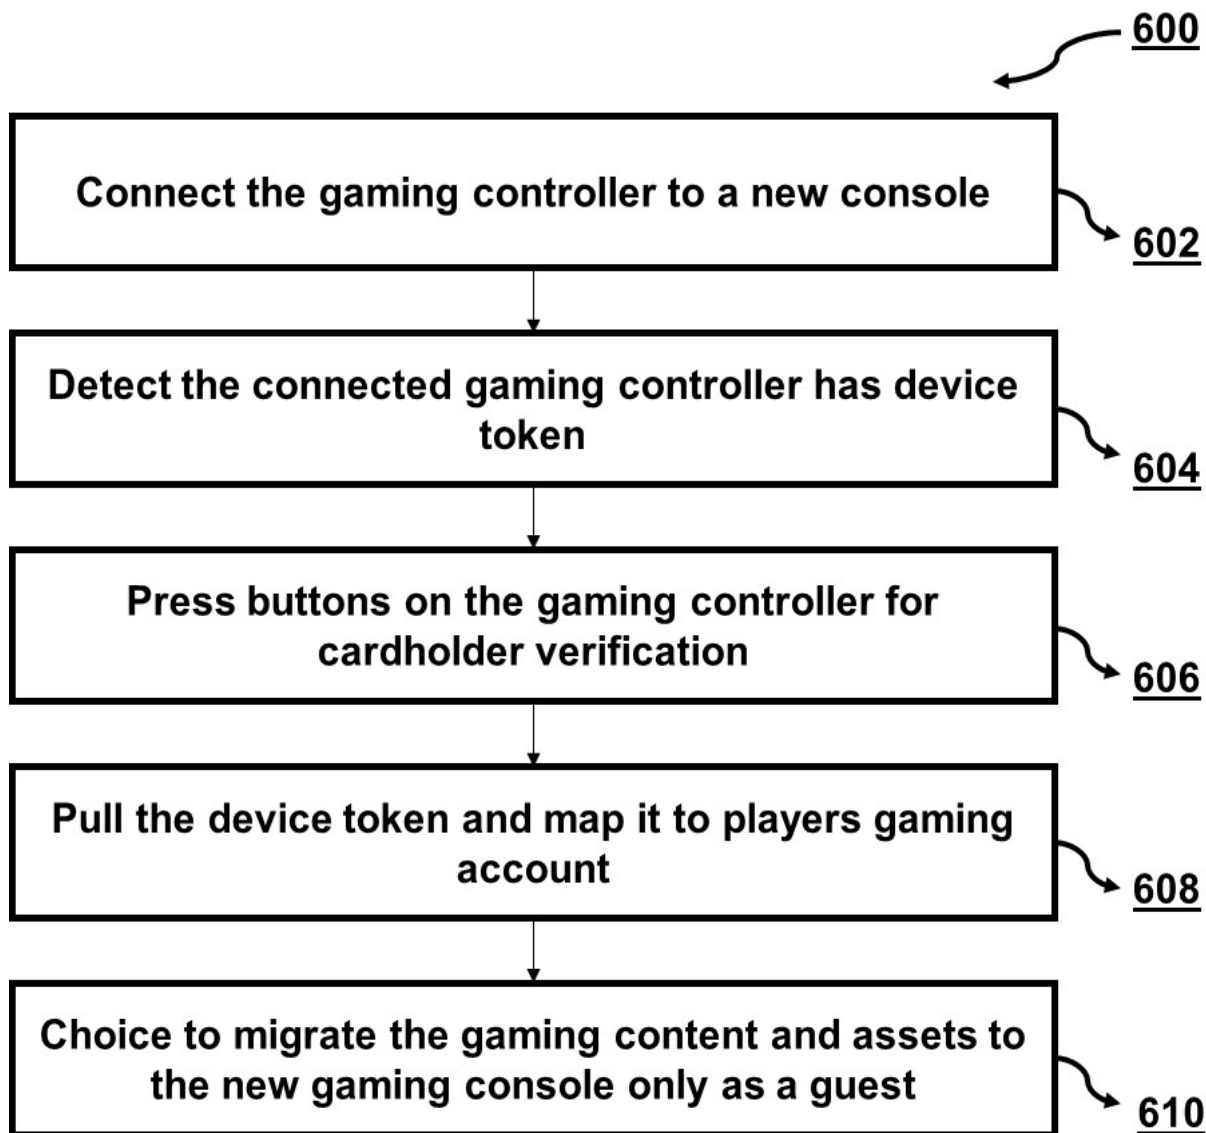 600
Connect the gaming controller to a new console
602
Detect the connected gaming controller has device
token
604
Press buttons on the gaming controller for
cardholder verification
606
Pull the device token and map it to players gaming
account
608
Choice to migrate the gaming content and assets to
the new gaming console only as a guest
610